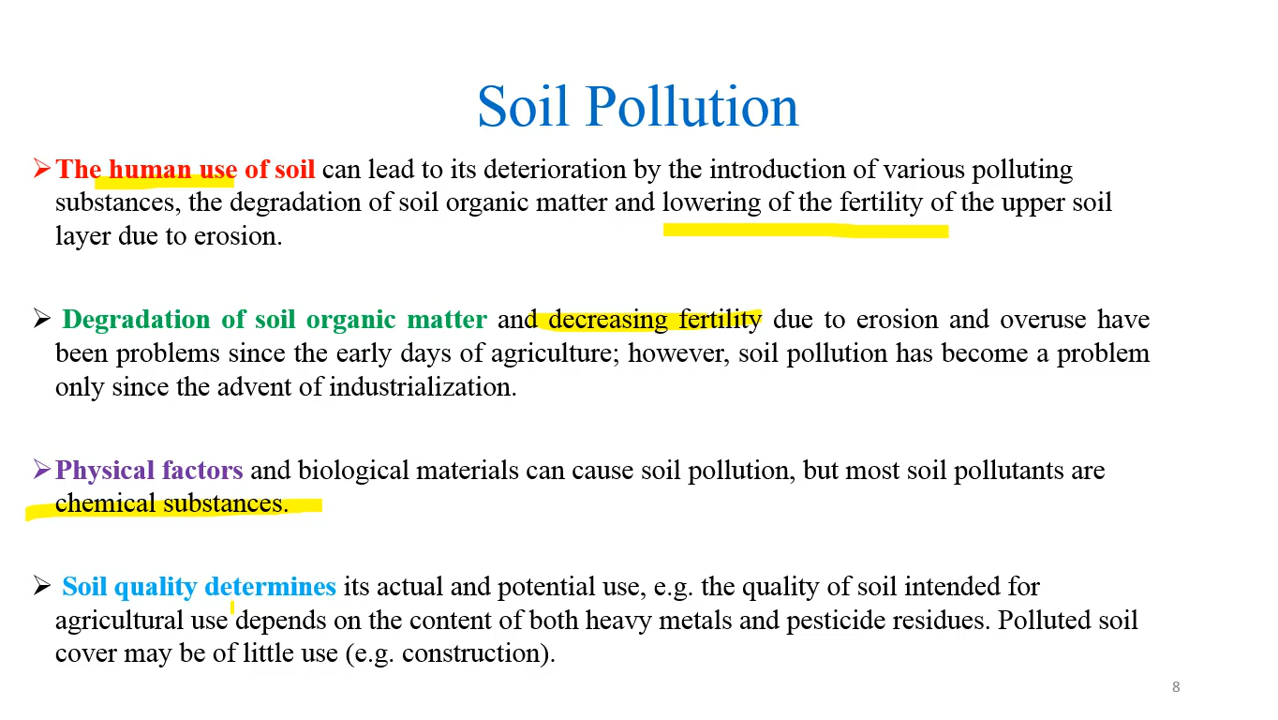 Soil Pollution
➢The human use of soil can lead to its deterioration by the introduction of various polluting
substances, the degradation of soil organic matter and lowering of the fertility of the upper soil
layer due to erosion.
➢ Degradation of soil organic matter and decreasing fertility due to erosion and overuse have
been problems since the early days of agriculture; however, soil pollution has become a problem
only since the advent of industrialization.
➢Physical factors and biological materials can cause soil pollution, but most soil pollutants are
chemical substances.
➢ Soil quality determines its actual and potential use, e.g. the quality of soil intended for
agricultural use depends on the content of both heavy metals and pesticide residues. Polluted soil
cover may be of little use (e.g. construction).
8